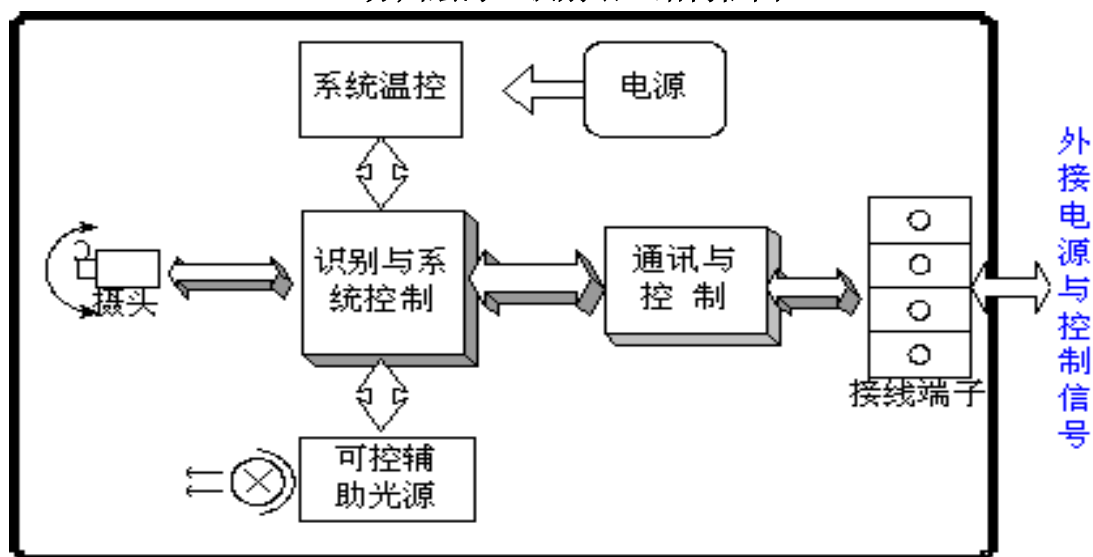 系统温控
电源
识别与系
统控制
通讯与
控 制
摄头
接线端子
可控辅
助光源
外接电源与控制信号